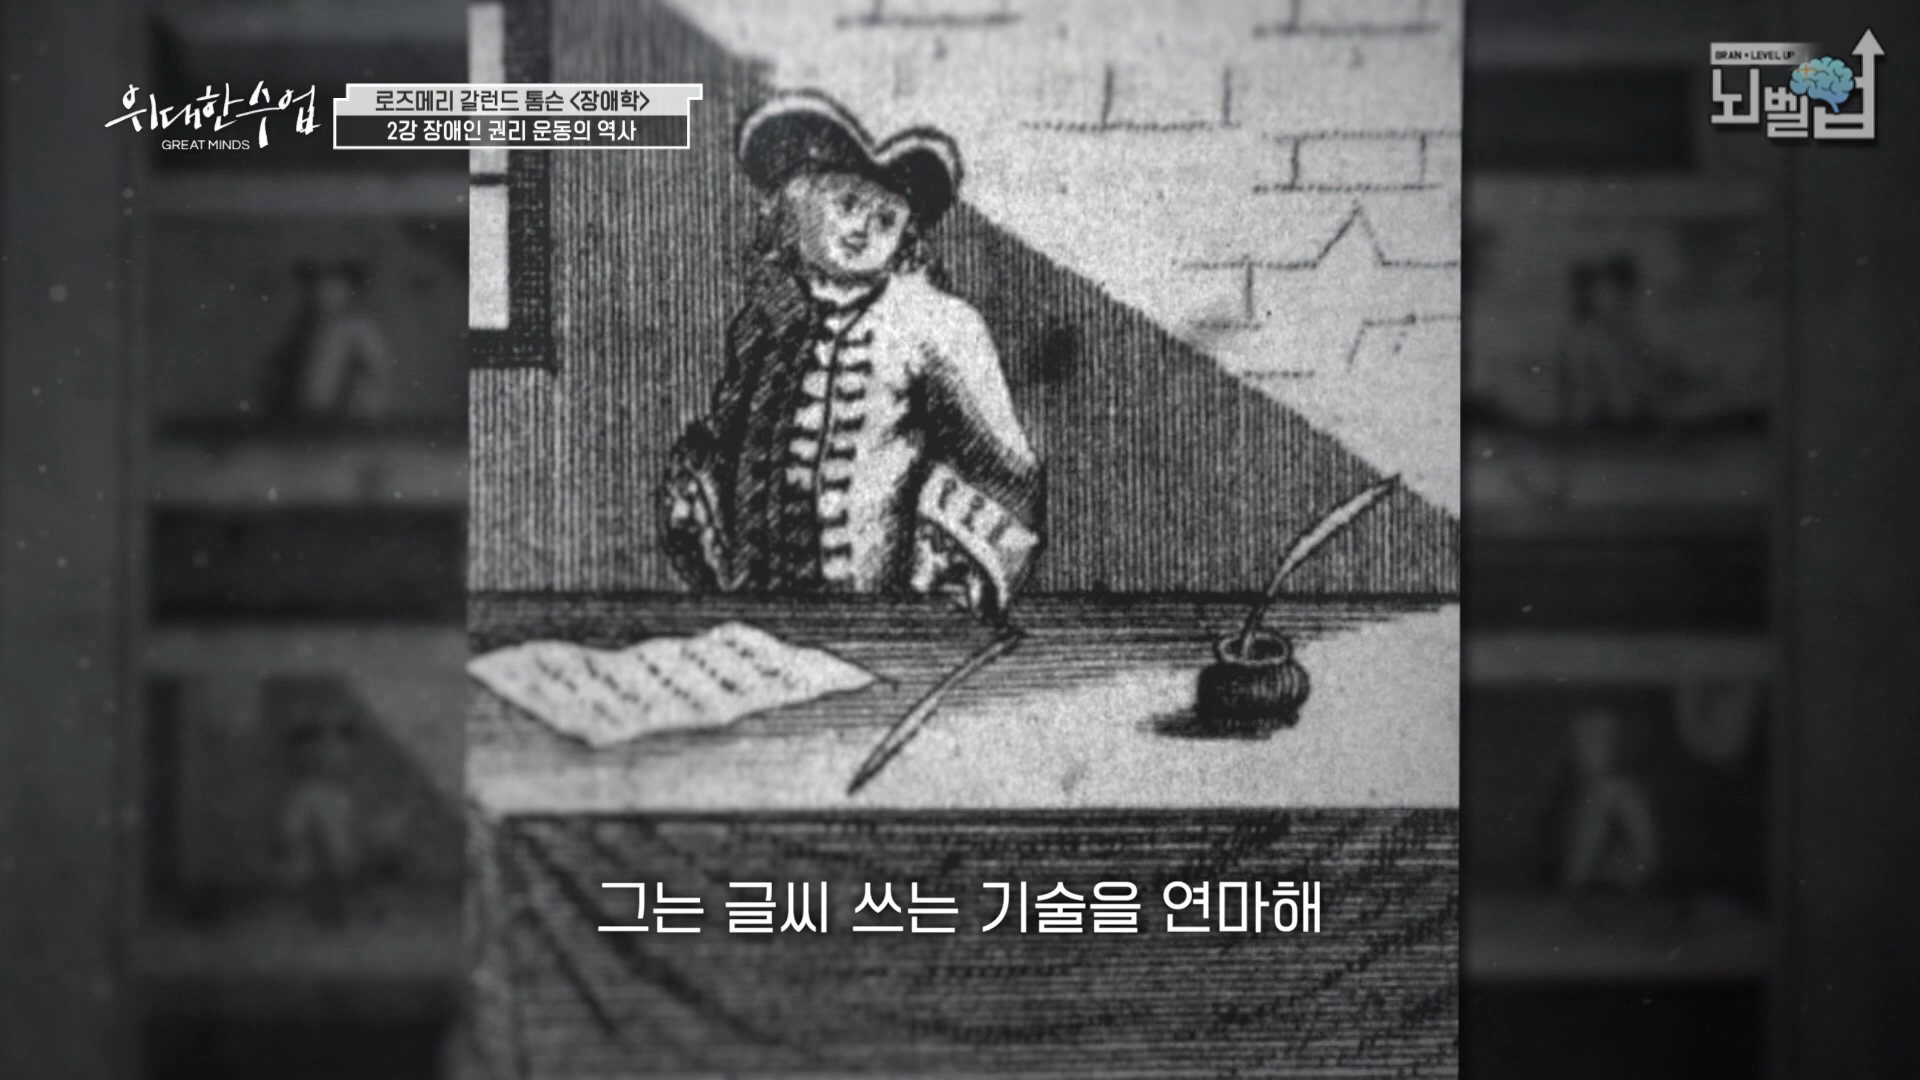 위대한수업
GREAT MINDS
로즈메리 갈런드 톰슨 <장애학>
2강 장애인 권리 운동의 역사
BRAIN + LEVEL UP
뇌벨업
그는 글씨 쓰는 기술을 연마해